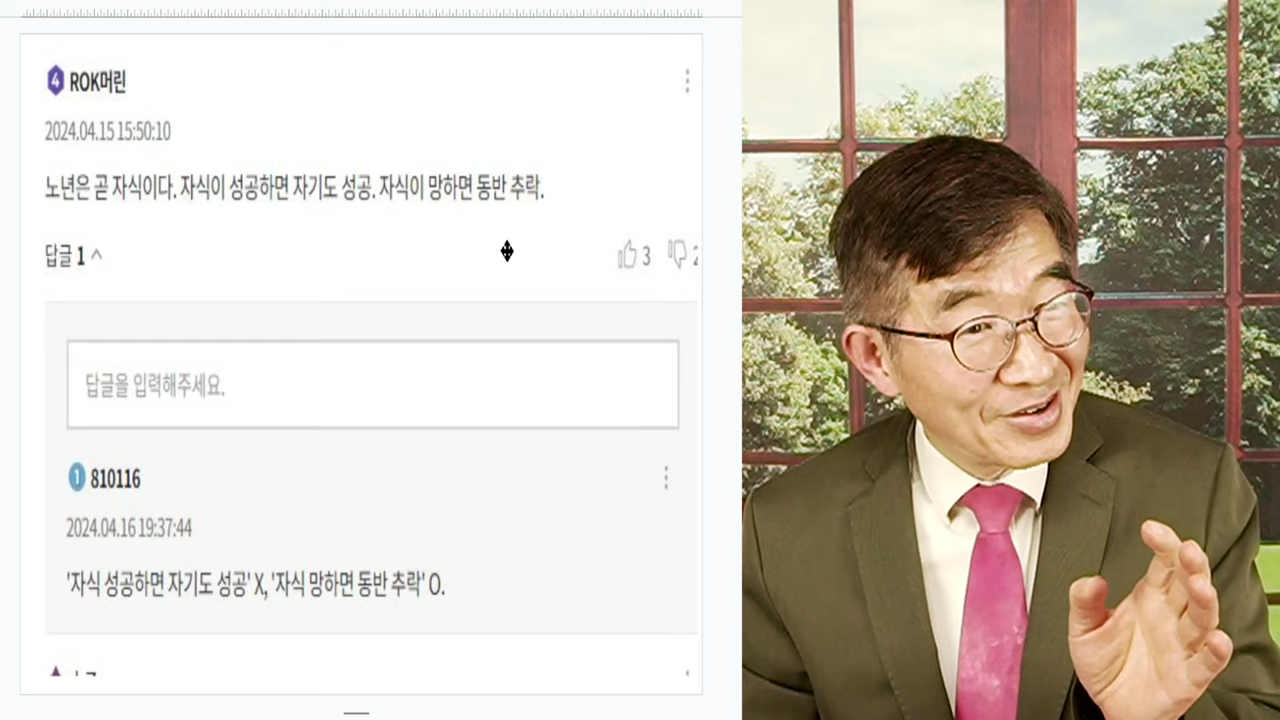 4 ROK머린
2024.04.15 15:50:10
노년은 곧 자식이다. 자식이 성공하면 자기도 성공. 자식이 망하면 동반 추락.
답글 1
3 2
답글을 입력해주세요.
1 810116
2024.04.16 19:37:44
'자식 성공하면 자기도 성공' X, '자식 망하면 동반 추락' O.